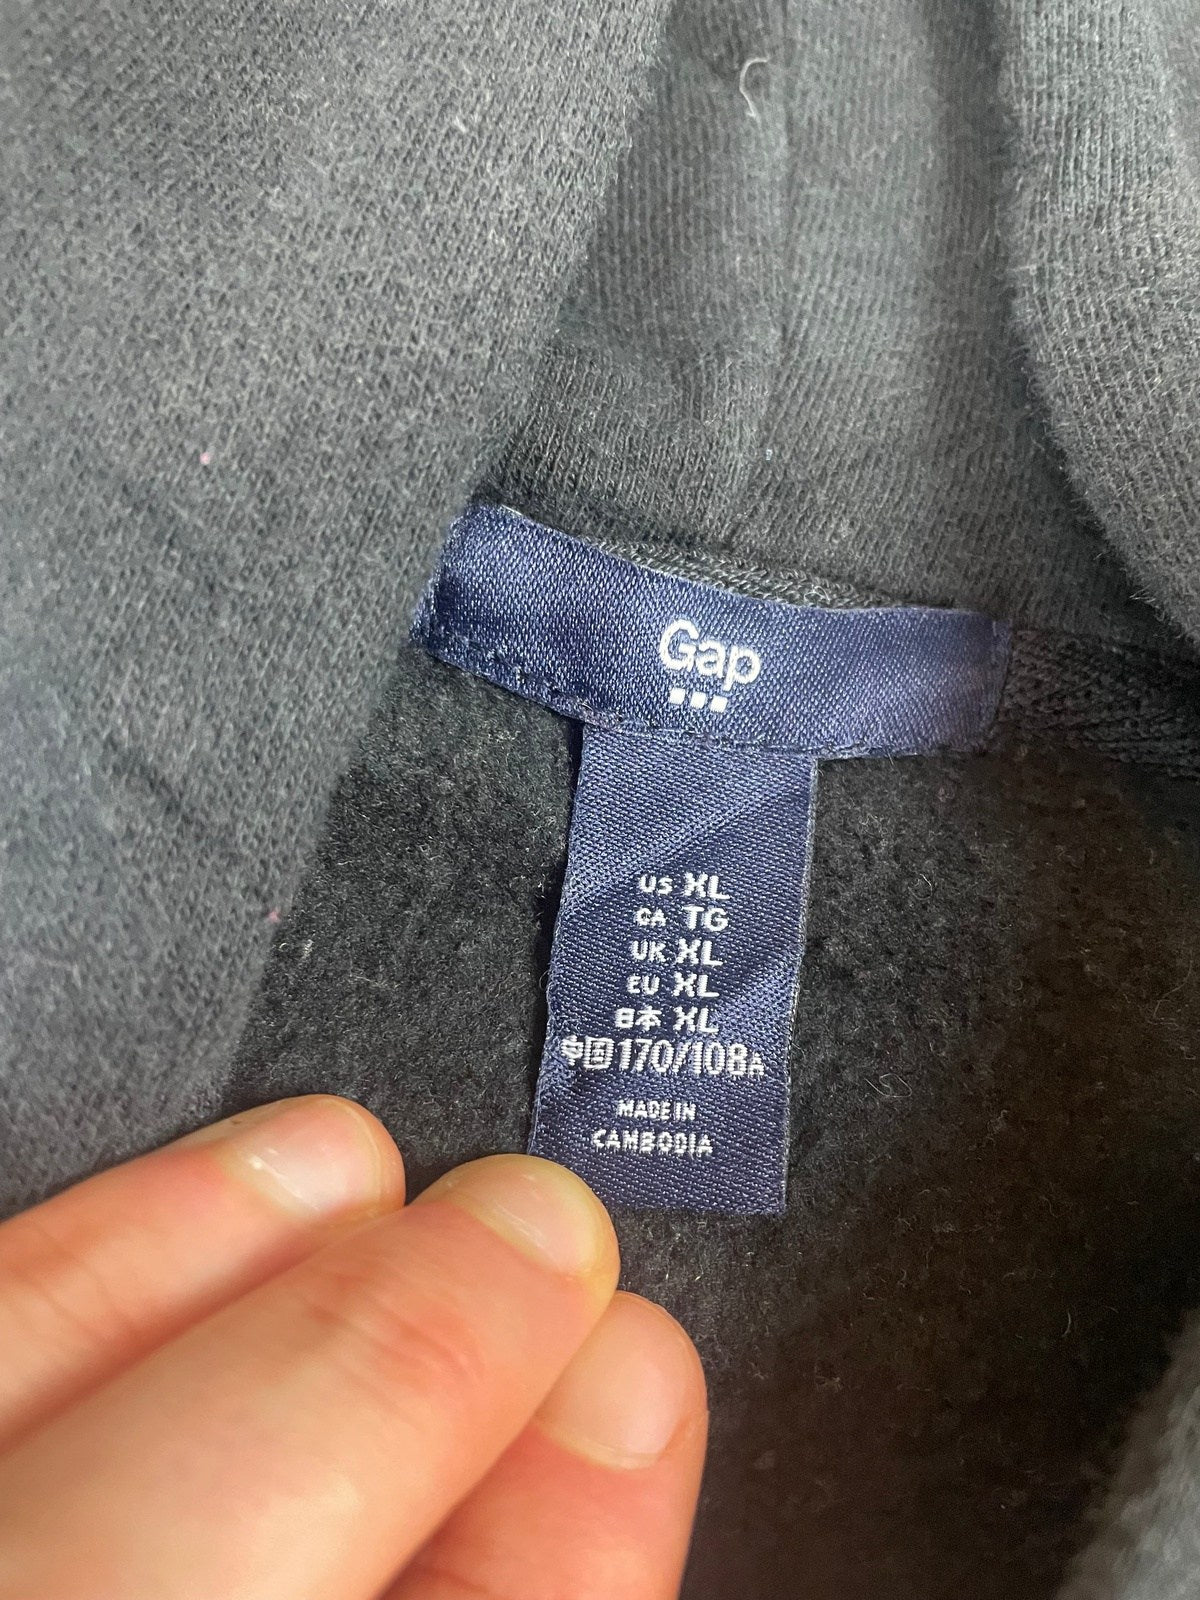 Gap
US XL
CA TG
UK XL
EU XL
日本 XL
中国 170/108A
MADE IN
CAMBODIA